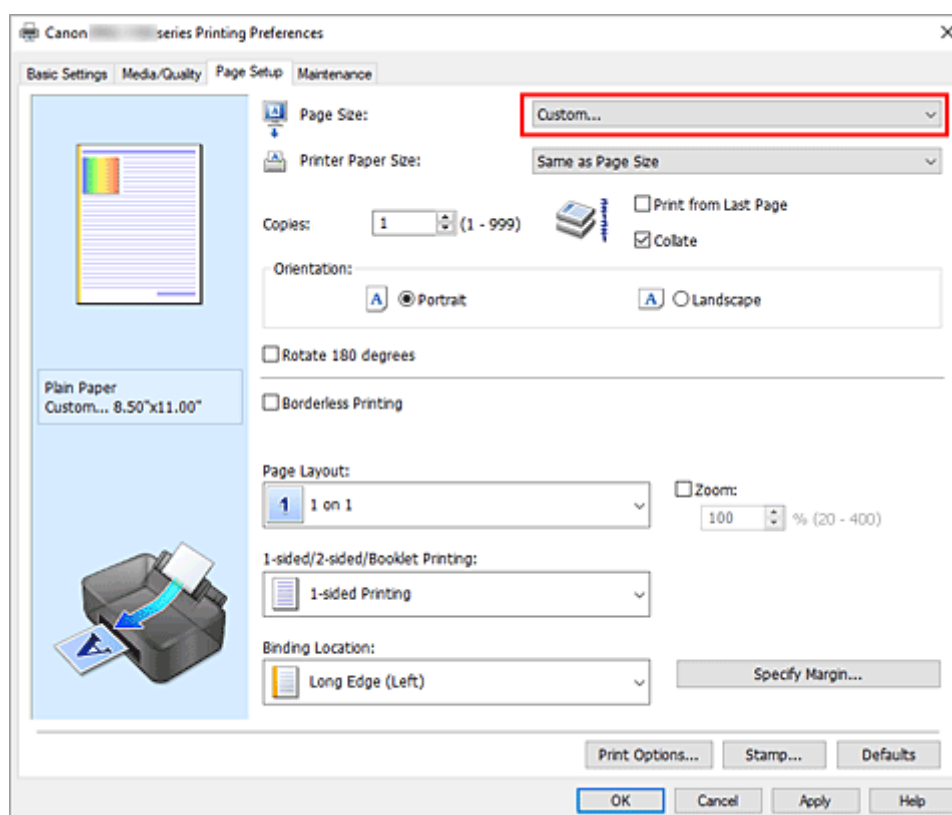 Canon series Printing Preferences
Basic Settings Media/Quality Page Setup Maintenance
Page Size: Custom...
Printer Paper Size: Same as Page Size
Copies: 1 (1 - 999)
Print from Last Page
Collate
Orientation:
A Portrait A Landscape
Rotate 180 degrees
Plain Paper
Custom... 8.50"x11.00"
Borderless Printing
Page Layout:
1 1 on 1
Zoom:
100 % (20 - 400)
1-sided/2-sided/Booklet Printing:
1-sided Printing
Binding Location:
Long Edge (Left)
Specify Margin...
Print Options... Stamp... Defaults
OK Cancel Apply Help